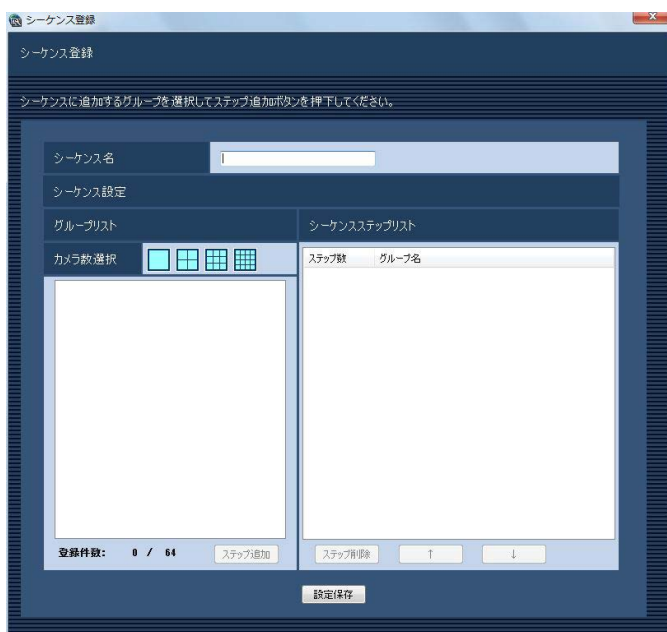 シーケンス登録
シーケンス登録
シーケンスに追加するグループを選択してステップ追加ボタンを押下してください。
シーケンス名
シーケンス設定
グループリスト
シーケンスステップリスト
カメラ数選択
ステップ数 グループ名
登録件数: 0 / 64
ステップ追加
ステップ削除
↑
↓
設定保存